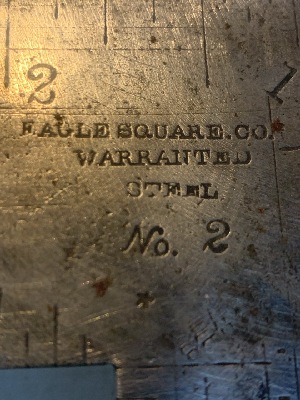 2 1
EAGLE SQUARE.CO.
WARRANTED
STEEL
No. 2